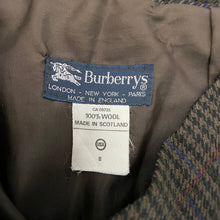 Burberrys®
LONDON - NEW YORK - PARIS
MADE IN ENGLAND
100% WOOL
MADE IN SCOTLAND
8